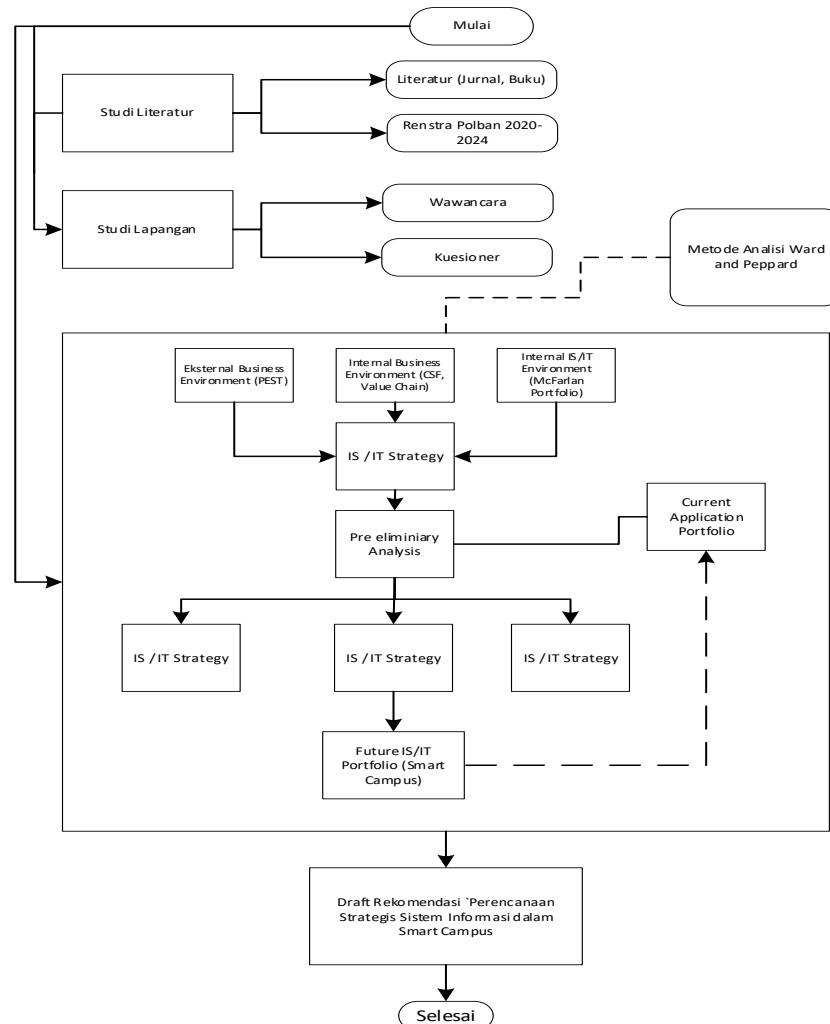 Mulai
Literatur (Jurnal, Buku)
Studi Literatur
Renstra Polban 2020-
2024
Wawancara
Studi Lapangan
Kuesioner
Metode Analisi Ward
and Peppard
Eksternal Business
Environment (PEST)
Internal Business
Environment (CSF,
Value Chain)
Internal IS/IT
Environment
(McFarlan
Portfolio)
IS /IT Strategy
Pre eliminiary
Analysis
Current
Application
Portfolio
IS /IT Strategy
IS /IT Strategy
IS /IT Strategy
Future IS/IT
Portfolio (Smart
Campus)
Draft Rekomendasi `Perencanaan
Strategis Sistem Informasi dalam
Smart Campus
Selesai